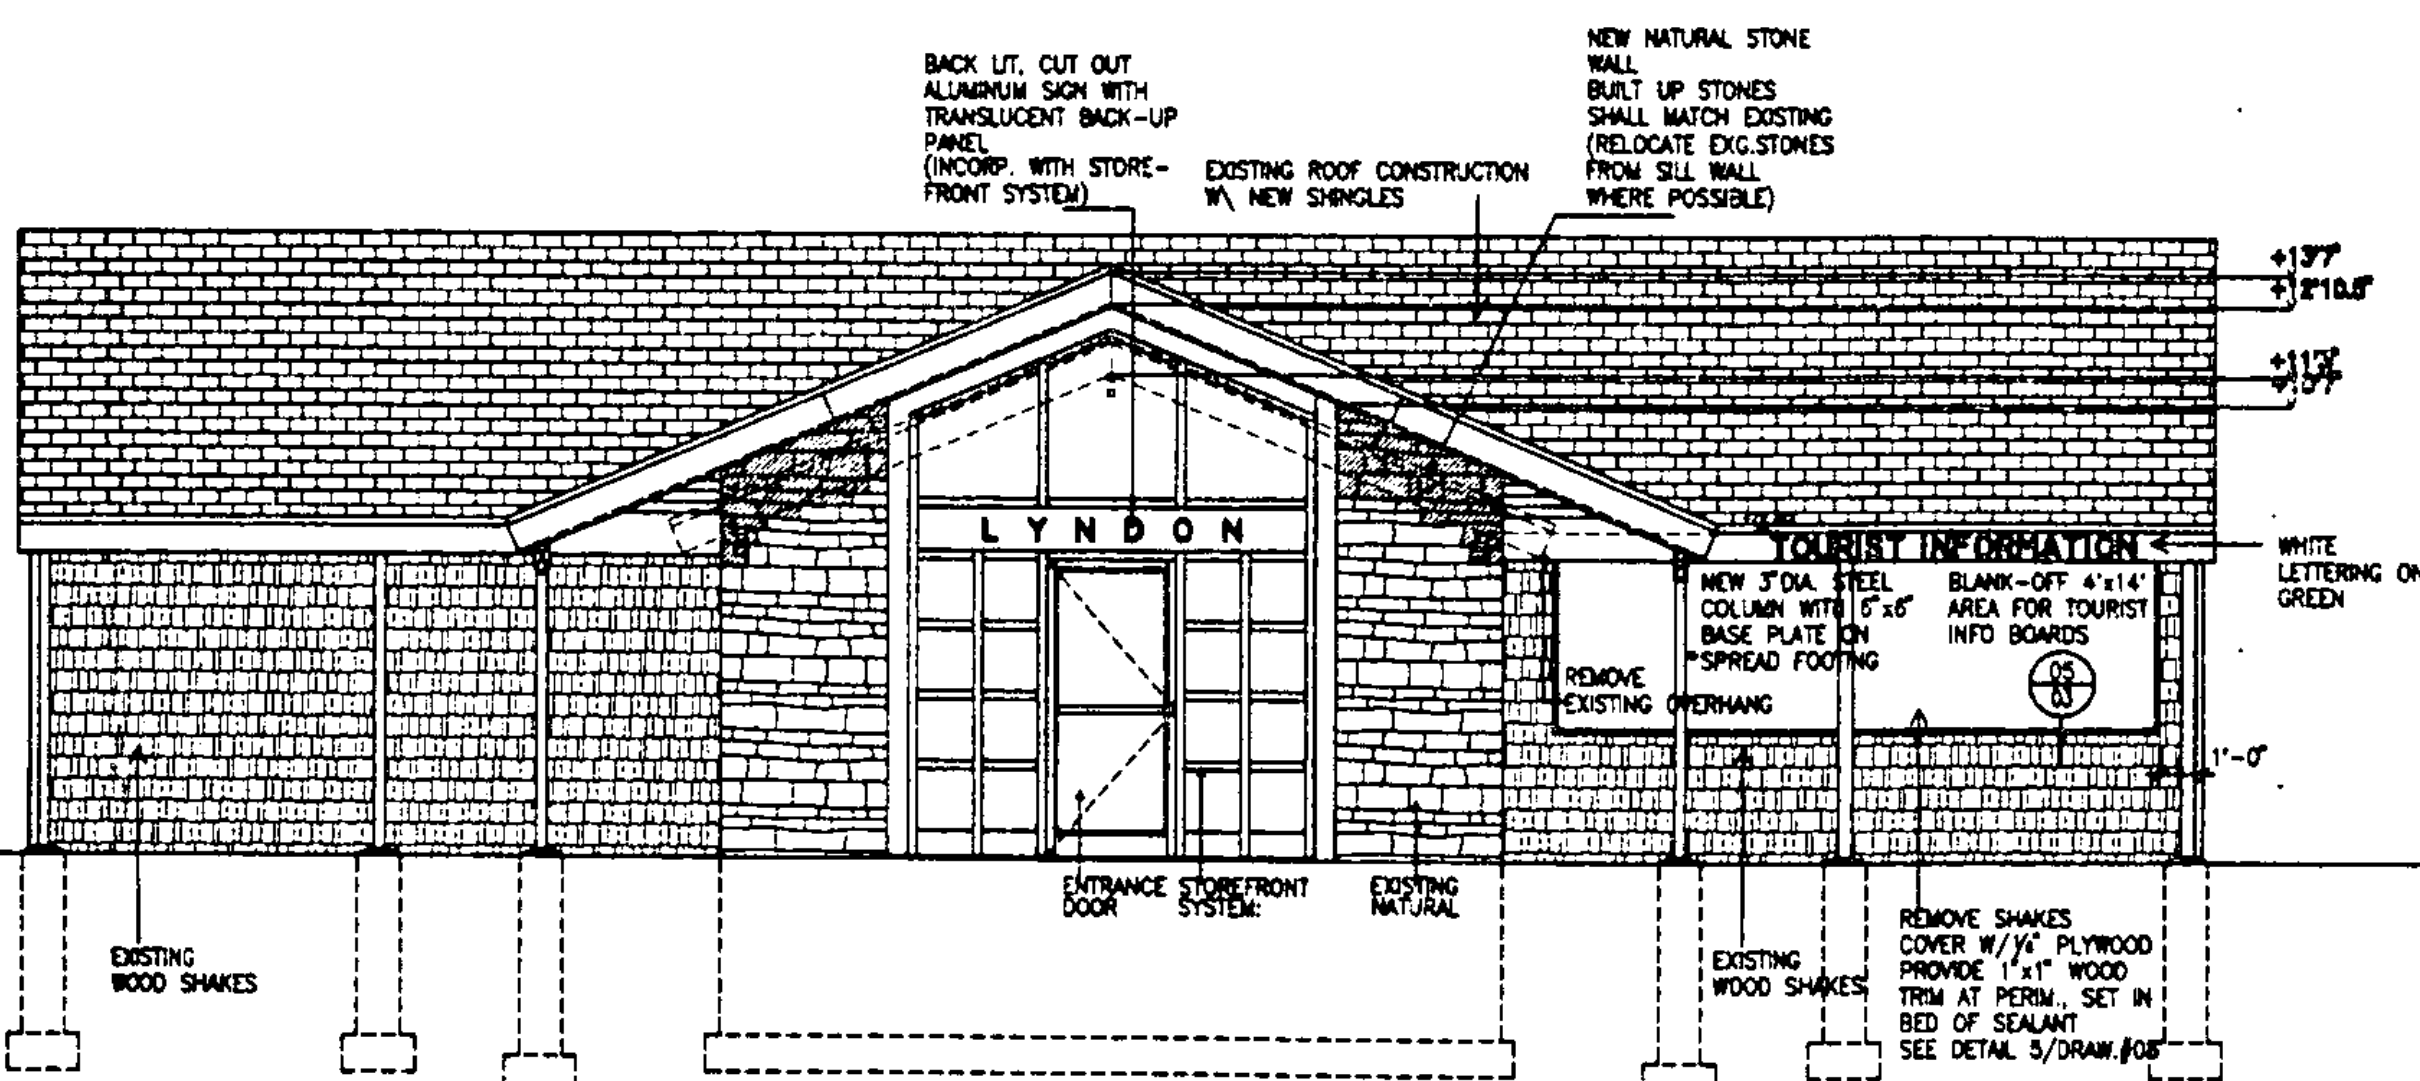 BACK LIT, CUT OUT
ALUMINUM SIGN WITH
TRANSLUCENT BACK-UP
PANEL
(INCORP. WITH STORE-
FRONT SYSTEM)
EXISTING ROOF CONSTRUCTION
W\ NEW SHINGLES
NEW NATURAL STONE
WALL
BUILT UP STONES
SHALL MATCH EXISTING
(RELOCATE EXG.STONES
FROM SILL WALL
WHERE POSSIBLE)
+13'7"
+12'10.5"
LYNDON
TOURIST INFORMATION
WHITE
LETTERING ON
GREEN
NEW 3" DIA. STEEL
COLUMN WITH 6"x6"
BASE PLATE ON
SPREAD FOOTING
BLANK-OFF 4'x14'
AREA FOR TOURIST
INFO BOARDS
05
03
REMOVE
EXISTING OVERHANG
1'-0"
ENTRANCE
DOOR
STOREFRONT
SYSTEM:
EXISTING
NATURAL
EXISTING
WOOD SHAKES
EXISTING
WOOD SHAKES
REMOVE SHAKES
COVER W/ PLYWOOD
PROVIDE 1"x1" WOOD
TRIM AT PERIM., SET IN
BED OF SEALANT
SEE DETAIL 5/DRAW.